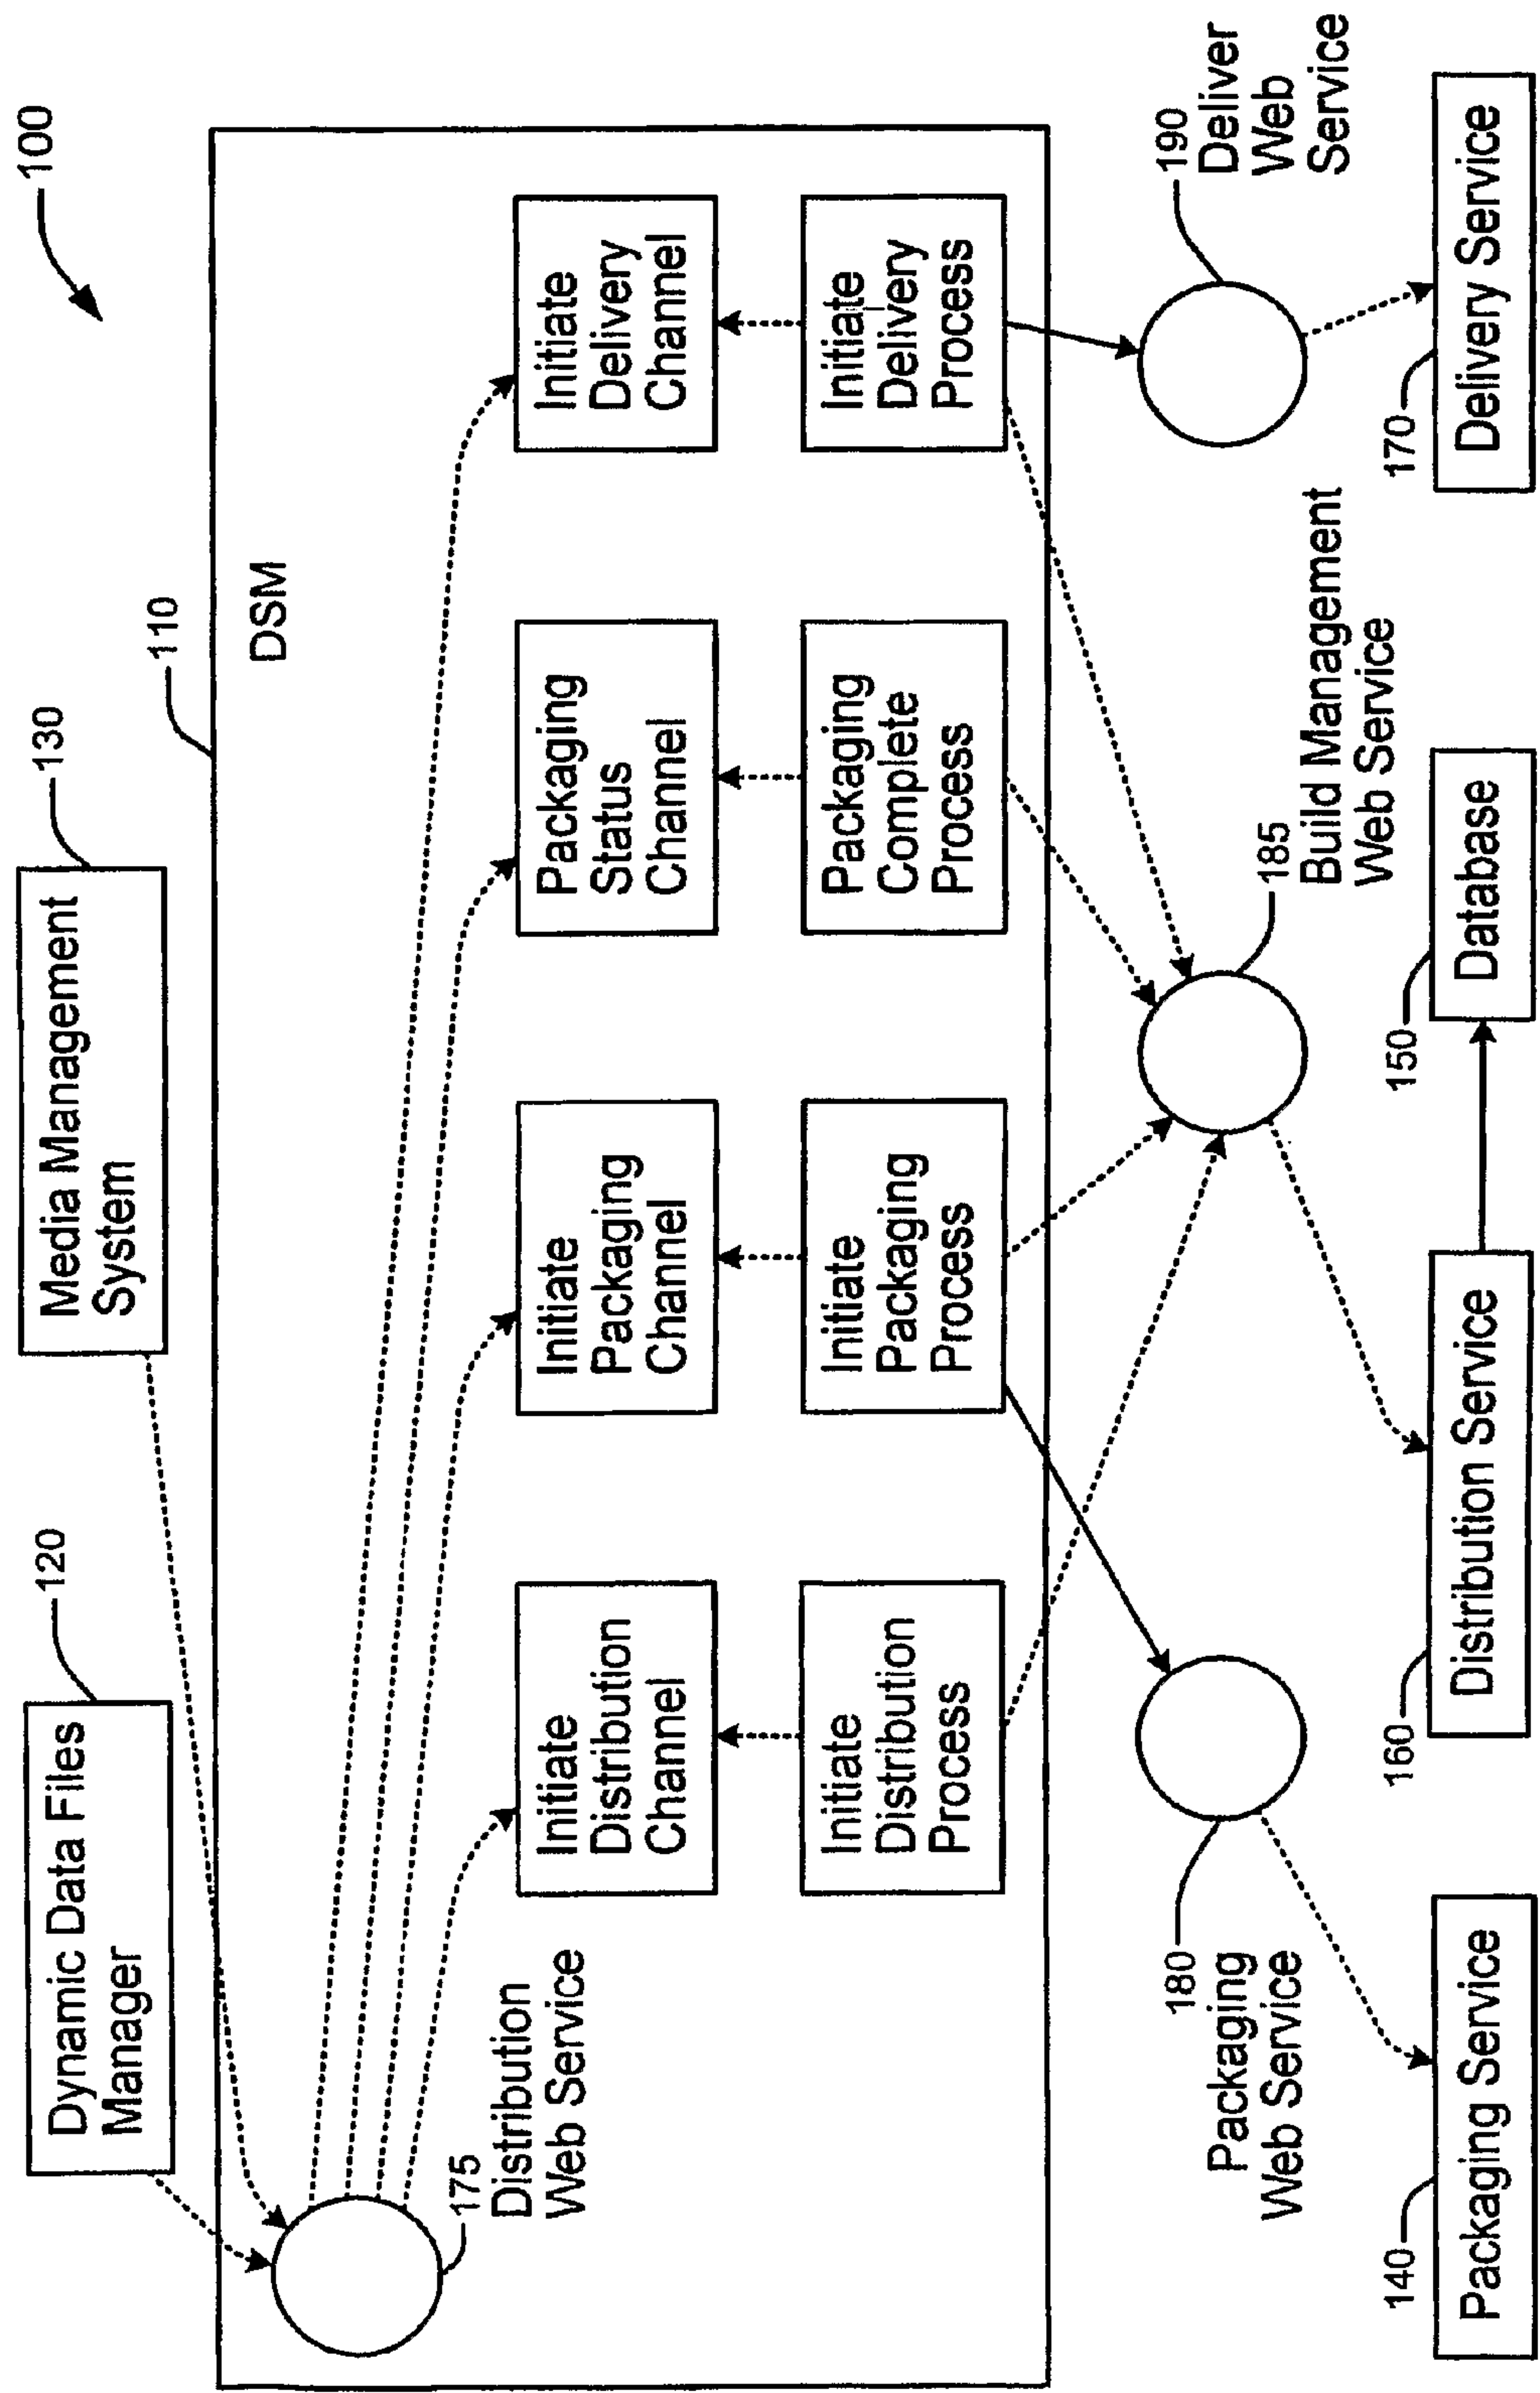 100
Dynamic Data Files
Manager
120
Media Management
System
130
110
DSM
175
Distribution
Web Service
Initiate
Distribution
Channel
Initiate
Packaging
Channel
Packaging
Status
Channel
Initiate
Delivery
Channel
Initiate
Distribution
Process
Initiate
Packaging
Process
Packaging
Complete
Process
Initiate
Delivery
Process
180
Packaging
Web Service
185
Build Management
Web Service
190
Deliver
Web
Service
140
Packaging Service
160
Distribution Service
150
Database
170
Delivery Service